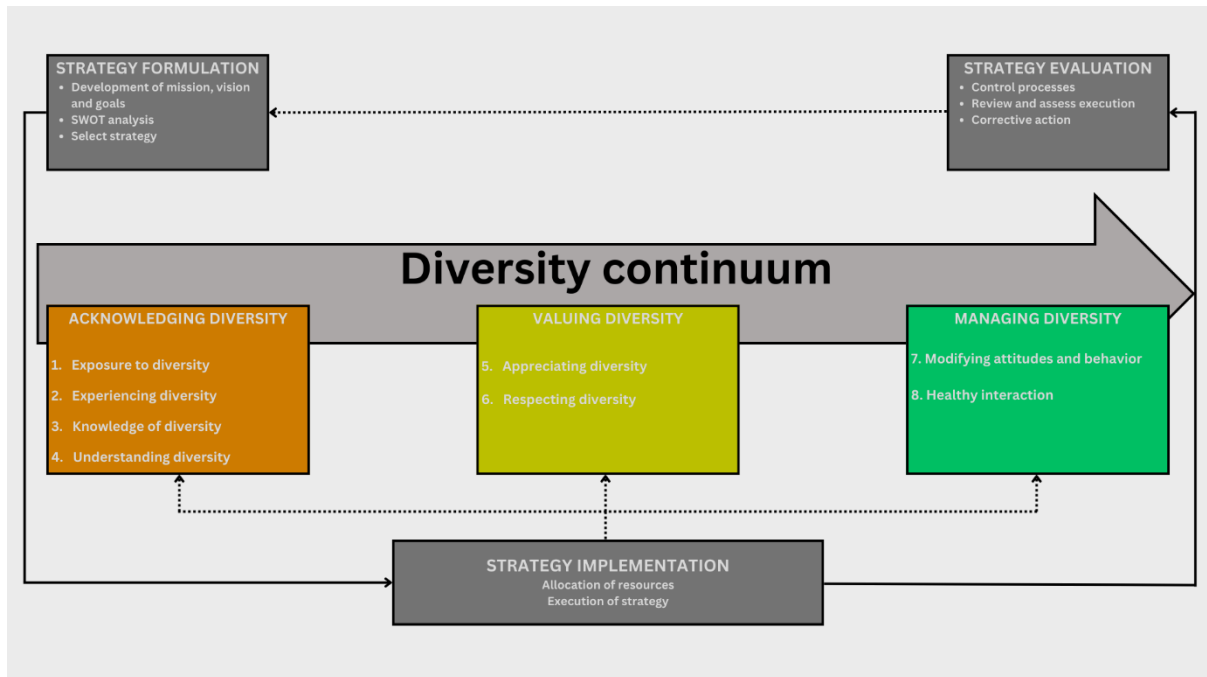 STRATEGY FORMULATION
• Development of mission, vision
and goals
• SWOT analysis
• Select strategy
STRATEGY EVALUATION
• Control processes
• Review and assess execution
• Corrective action
Diversity continuum
ACKNOWLEDGING DIVERSITY
1. Exposure to diversity
2. Experiencing diversity
3. Knowledge of diversity
4. Understanding diversity
VALUING DIVERSITY
5. Appreciating diversity
6. Respecting diversity
MANAGING DIVERSITY
7. Modifying attitudes and behavior
8. Healthy interaction
STRATEGY IMPLEMENTATION
Allocation of resources
Execution of strategy